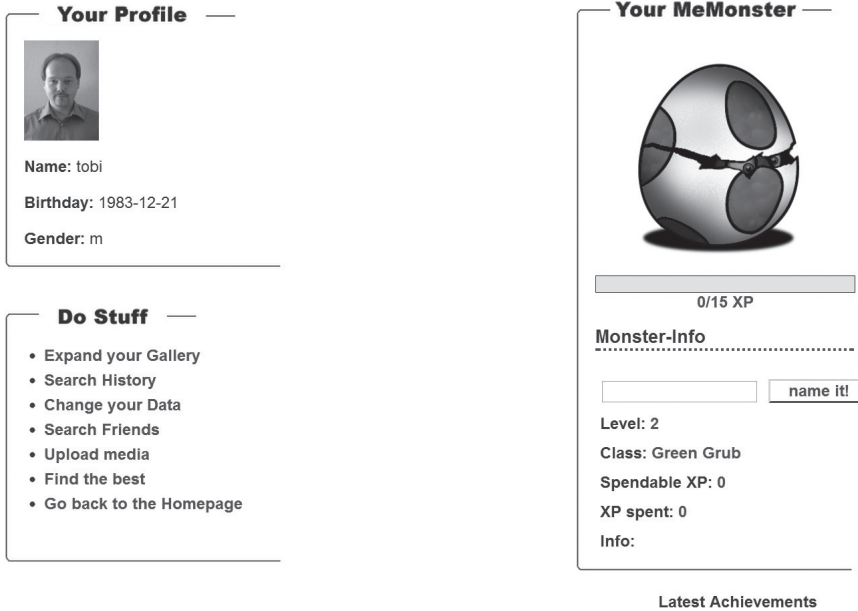 Your Profile
Name: tobi
Birthday: 1983-12-21
Gender: m
Do Stuff
Expand your Gallery
Search History
Change your Data
Search Friends
Upload media
Find the best
Go back to the Homepage
Your MeMonster
0/15 XP
Monster-Info
name it!
Level: 2
Class: Green Grub
Spendable XP: 0
XP spent: 0
Info:
Latest Achievements